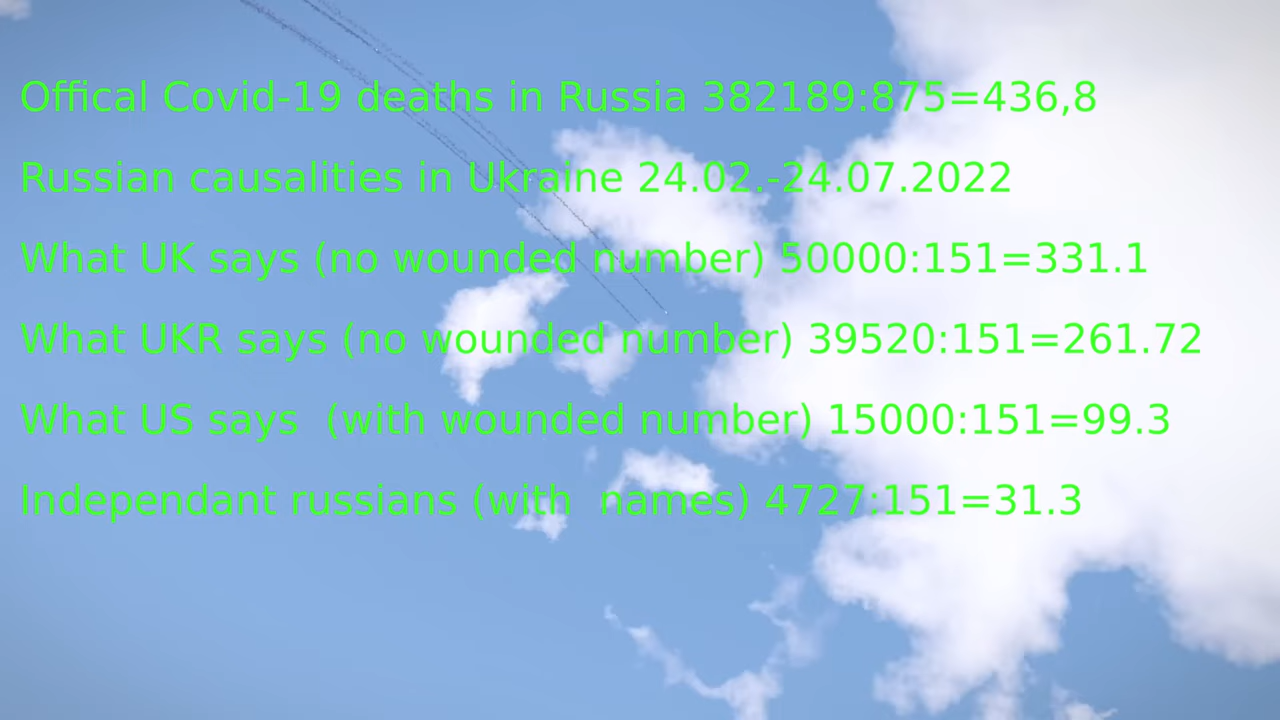 Offical Covid-19 deaths in Russia 382189:875=436,8
Russian causalities in Ukraine 24.02.-24.07.2022
What UK says (no wounded number) 50000:151=331.1
What UKR says (no wounded number) 39520:151=261.72
What US says  (with wounded number) 15000:151=99.3
Independant russians (with  names) 4727:151=31.3